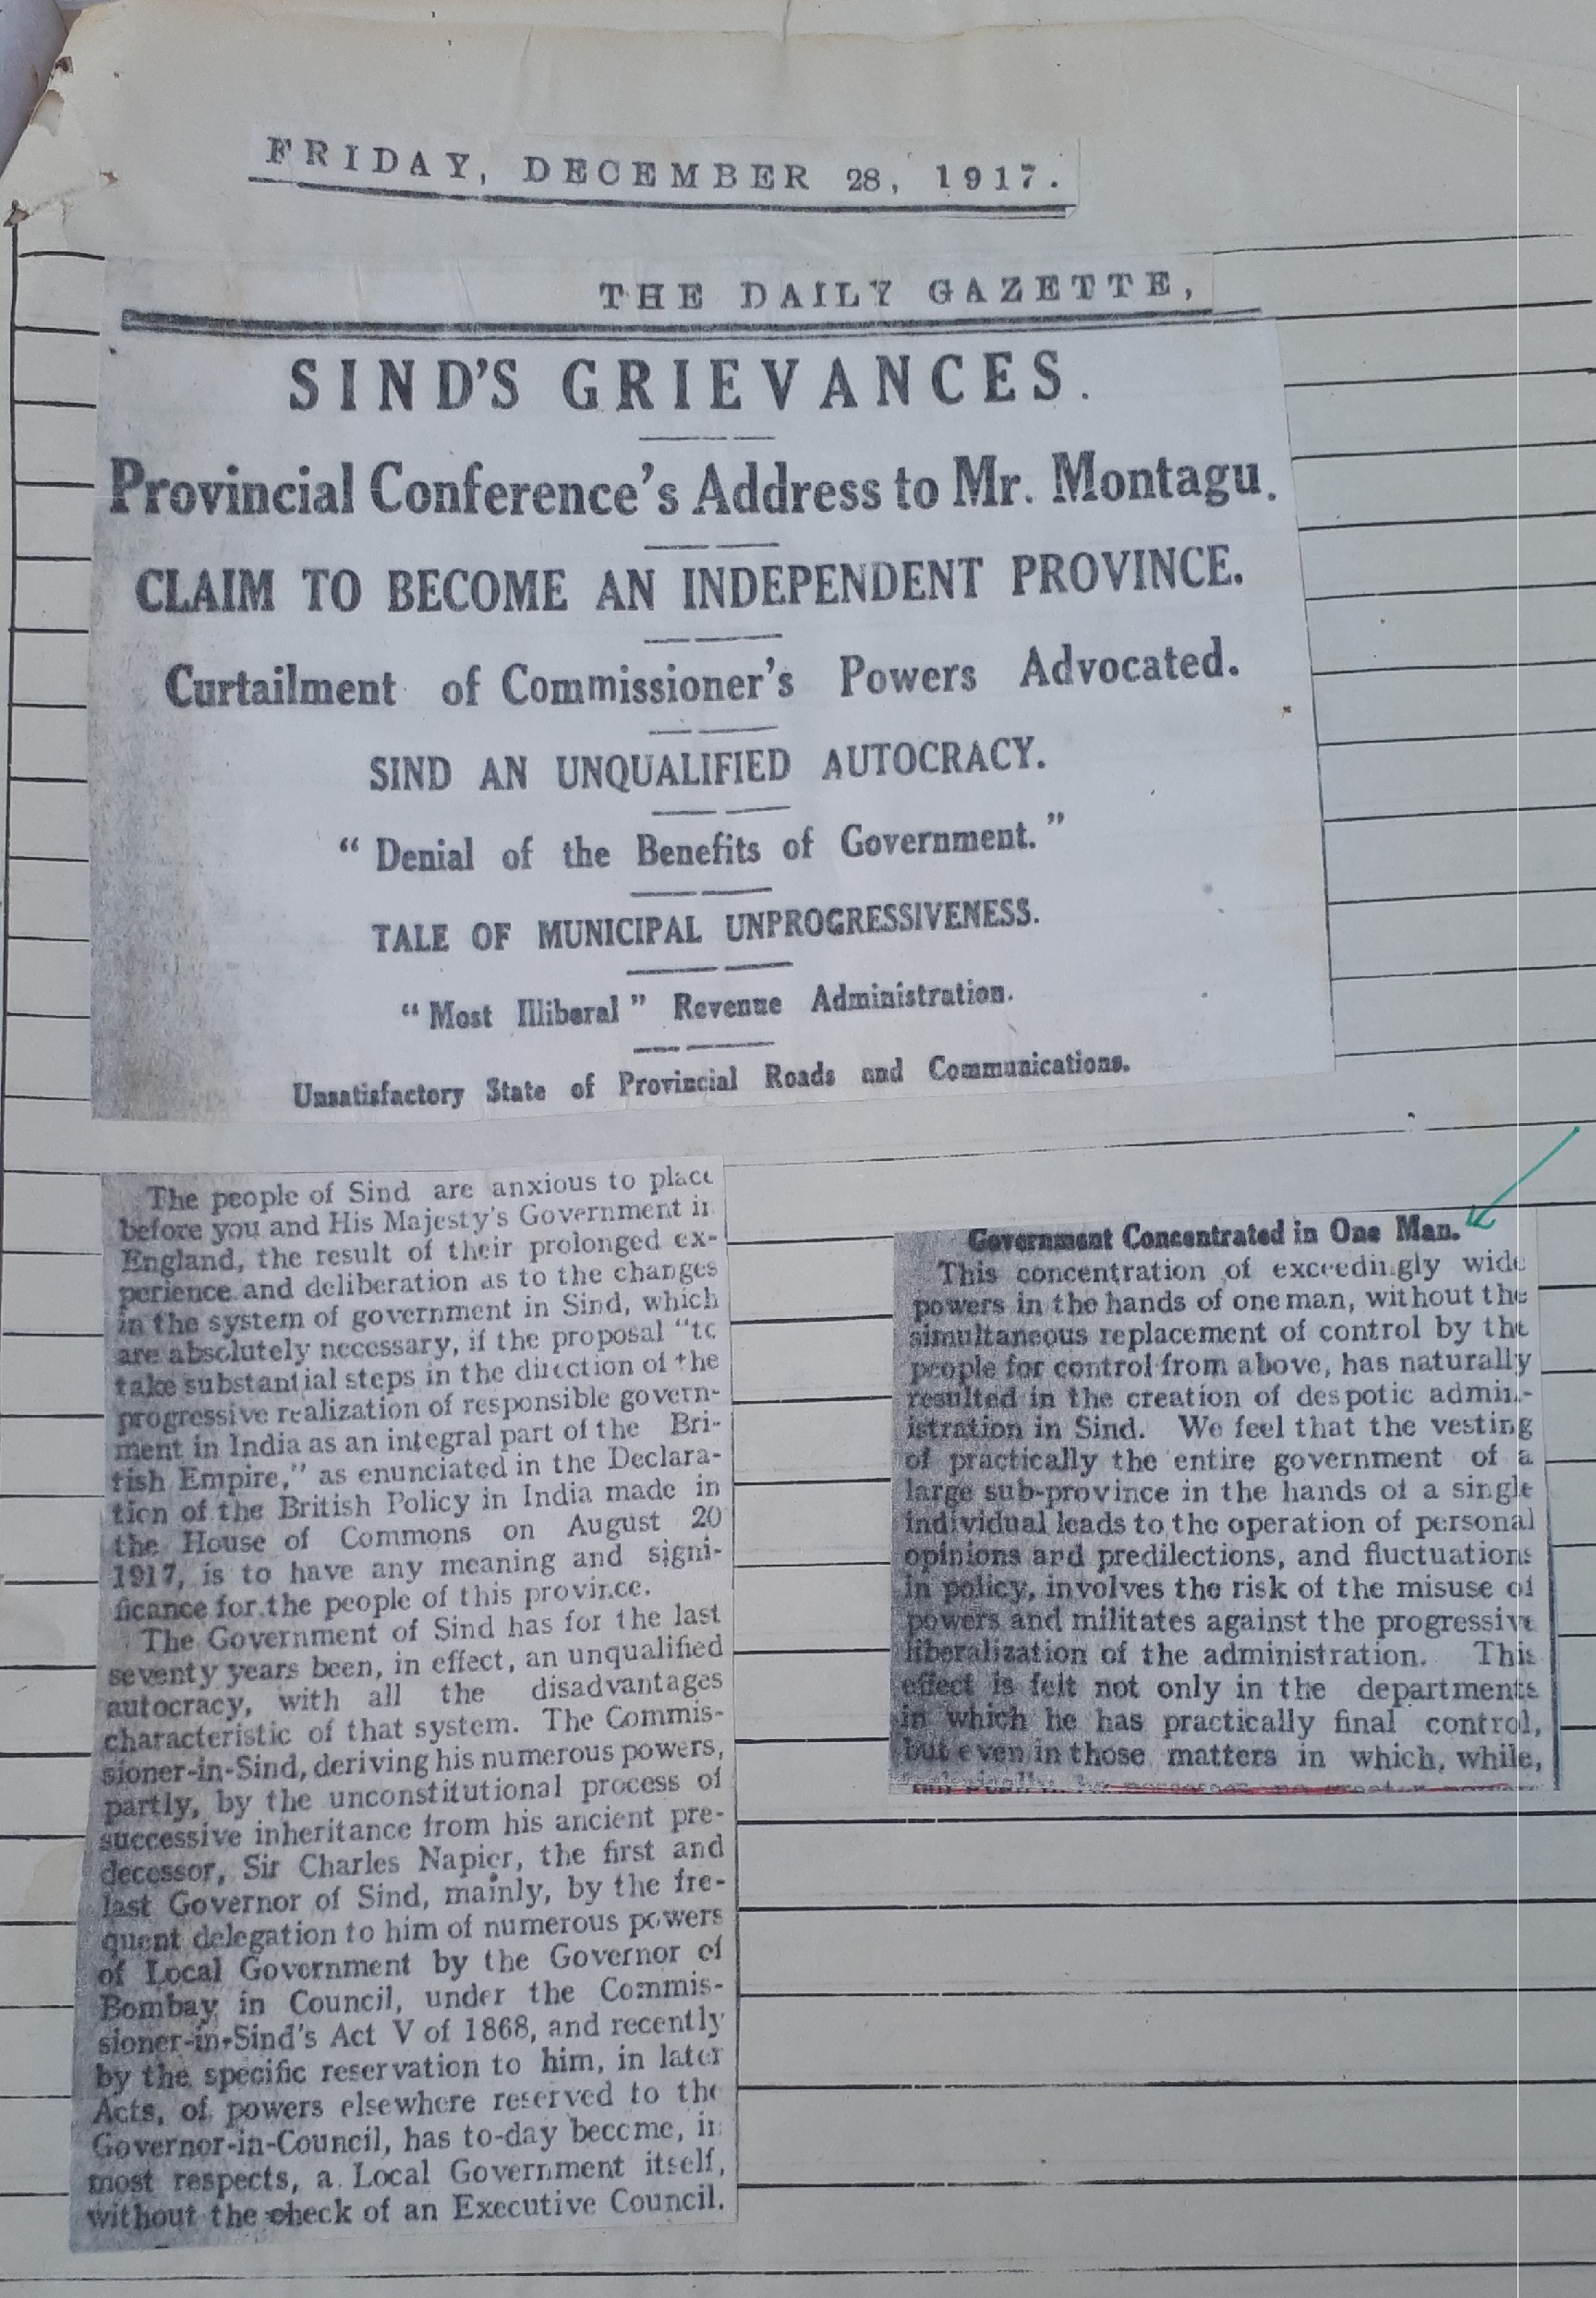 FRIDAY, DECEMBER 28, 1917.
THE DAILY GAZETTE,
SIND'S GRIEVANCES.
Provincial Conference's Address to Mr. Montagu.
CLAIM TO BECOME AN INDEPENDENT PROVINCE.
Curtailment of Commissioner's Powers Advocated.
SIND AN UNQUALIFIED AUTOCRACY.
“ Denial of the Benefits of Government. ”
TALE OF MUNICIPAL UNPROGRESSIVENESS.
“ Most Illiberal ” Revenue Administration.
Unsatisfactory State of Provincial Roads and Communications.
The people of Sind are anxious to place
before you and His Majesty's Government in
England, the result of their prolonged ex-
perience and deliberation as to the changes
in the system of government in Sind, which
are absolutely necessary, if the proposal “to
take substantial steps in the direction of the
progressive realization of responsible govern-
ment in India as an integral part of the Bri-
tish Empire,” as enunciated in the Declara-
tion of the British Policy in India made in
the House of Commons on August 20
1917, is to have any meaning and signi-
ficance for the people of this province.
The Government of Sind has for the last
seventy years been, in effect, an unqualified
autocracy, with all the disadvantages
characteristic of that system. The Commis-
sioner-in-Sind, deriving his numerous powers,
partly, by the unconstitutional process of
successive inheritance from his ancient pre-
decessor, Sir Charles Napier, the first and
last Governor of Sind, mainly, by the fre-
quent delegation to him of numerous powers
of Local Government by the Governor of
Bombay in Council, under the Commis-
sioner-in-Sind's Act V of 1868, and recently
by the specific reservation to him, in later
Acts, of powers elsewhere reserved to the
Governor-in-Council, has to-day become, in
most respects, a Local Government itself,
without the check of an Executive Council.
Government Concentrated in One Man.
This concentration of exceedingly wide
powers in the hands of one man, without the
simultaneous replacement of control by the
people for control from above, has naturally
resulted in the creation of despotic admin-
istration in Sind. We feel that the vesting
of practically the entire government of a
large sub-province in the hands of a single
individual leads to the operation of personal
opinions and predilections, and fluctuations
in policy, involves the risk of the misuse of
powers and militates against the progressive
liberalization of the administration. This
effect is felt not only in the departments
in which he has practically final control,
but even in those matters in which, while,